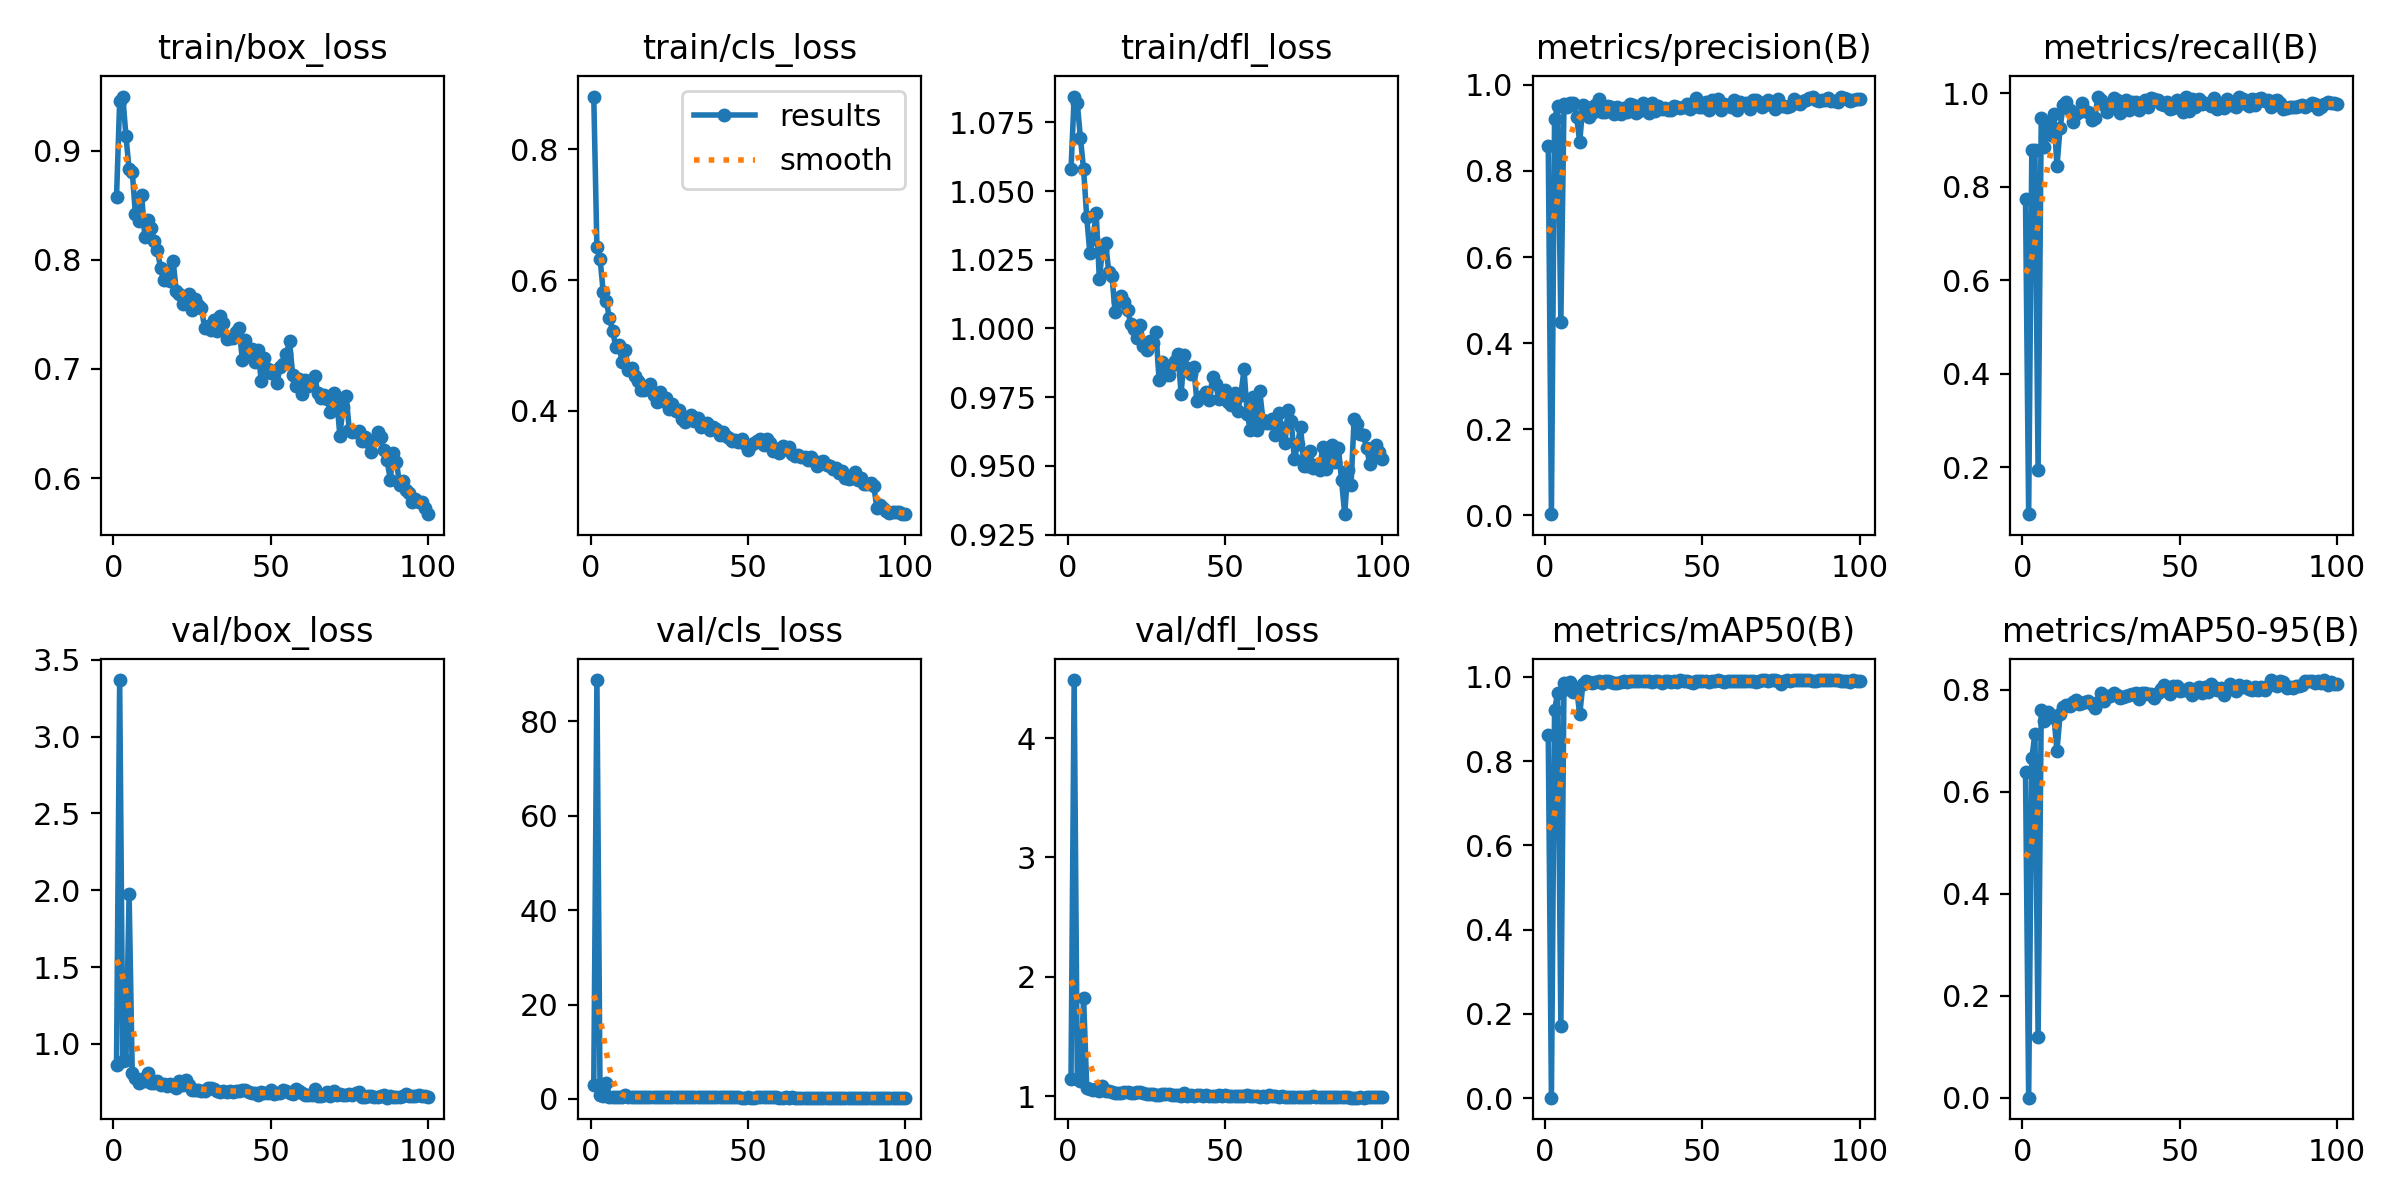 train/box_loss
train/cls_loss
train/dfl_loss
metrics/precision(B)
metrics/recall(B)
0.9
0.8
0.7
0.6
0 50 100
results
smooth
0.8
0.6
0.4
0 50 100
1.075
1.050
1.025
1.000
0.975
0.950
0.925
0 50 100
1.0
0.8
0.6
0.4
0.2
0.0
0 50 100
1.0
0.8
0.6
0.4
0.2
0 50 100
val/box_loss
val/cls_loss
val/dfl_loss
metrics/mAP50(B)
metrics/mAP50-95(B)
3.5
3.0
2.5
2.0
1.5
1.0
0 50 100
80
60
40
20
0
0 50 100
4
3
2
1
0 50 100
1.0
0.8
0.6
0.4
0.2
0.0
0 50 100
0.8
0.6
0.4
0.2
0.0
0 50 100